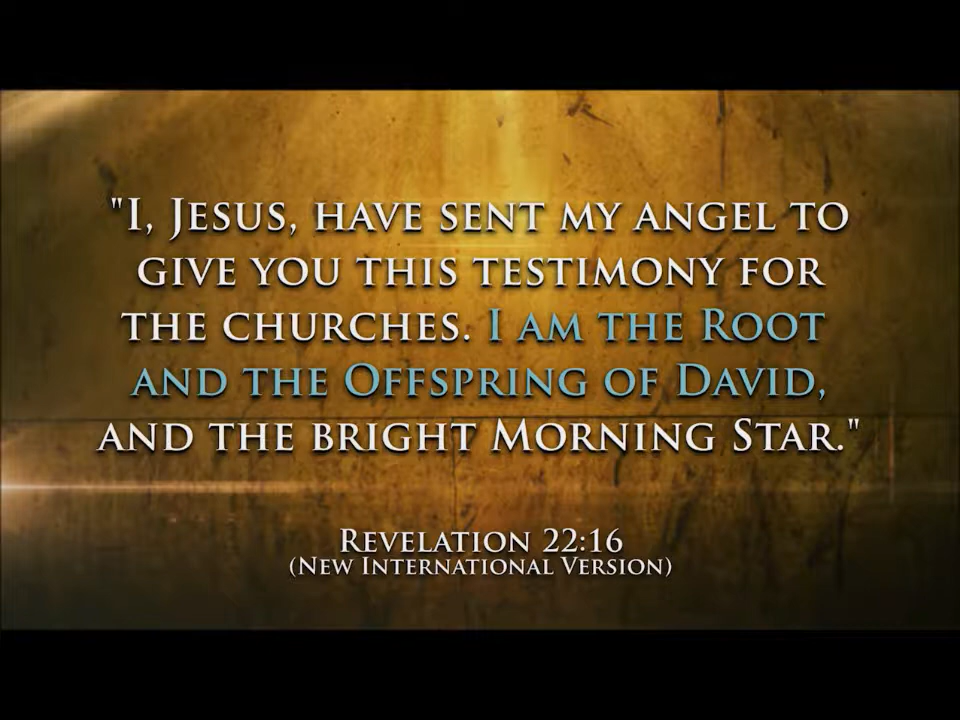 "I, Jesus, have sent my angel to
give you this testimony for
the churches. I am the Root
and the Offspring of David,
and the bright Morning Star."
Revelation 22:16
(New International Version)